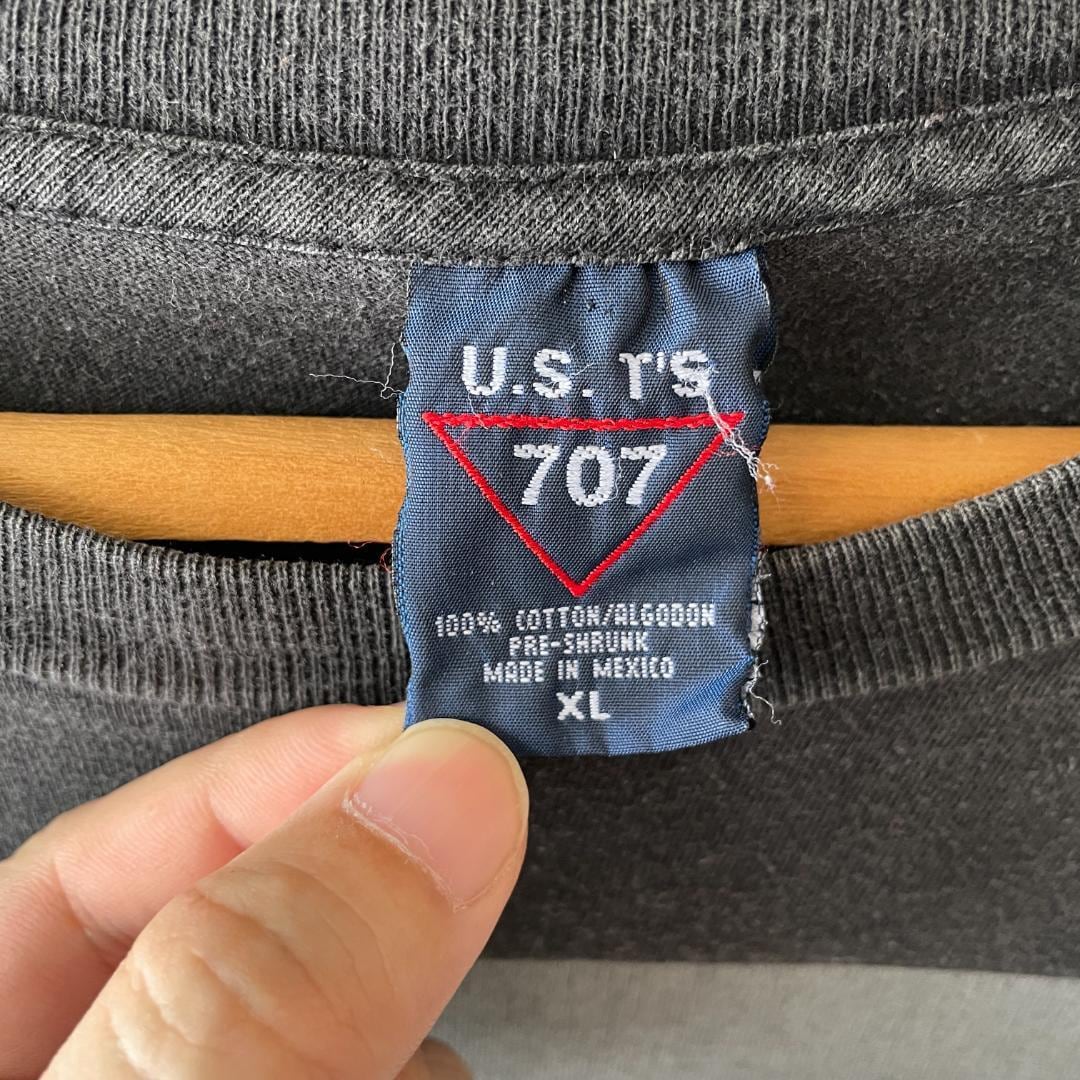 U.S. T'S
707
100% COTTON/ALGODON
PRE-SHRUNK
MADE IN MEXICO
XL